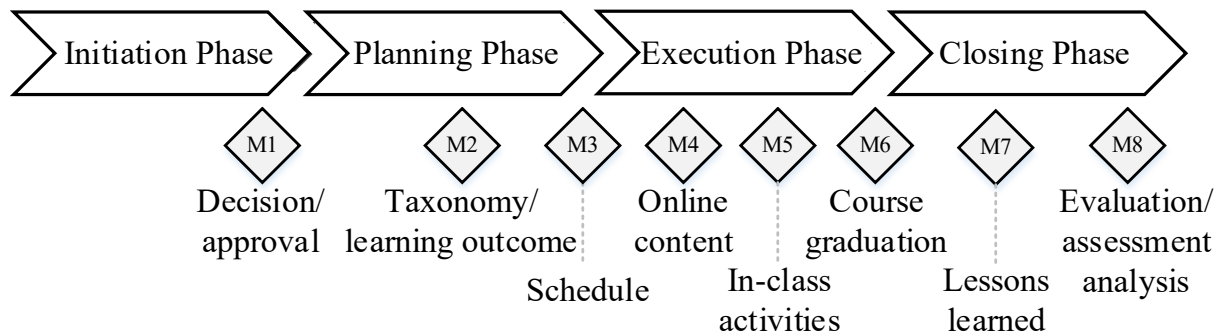 Initiation Phase
Planning Phase
Execution Phase
Closing Phase
M1
M2
M3
M4
M5
M6
M7
M8
Decision/
approval
Taxonomy/
learning outcome
Schedule
Online
content
In-class
activities
Course
graduation
Lessons
learned
Evaluation/
assessment
analysis